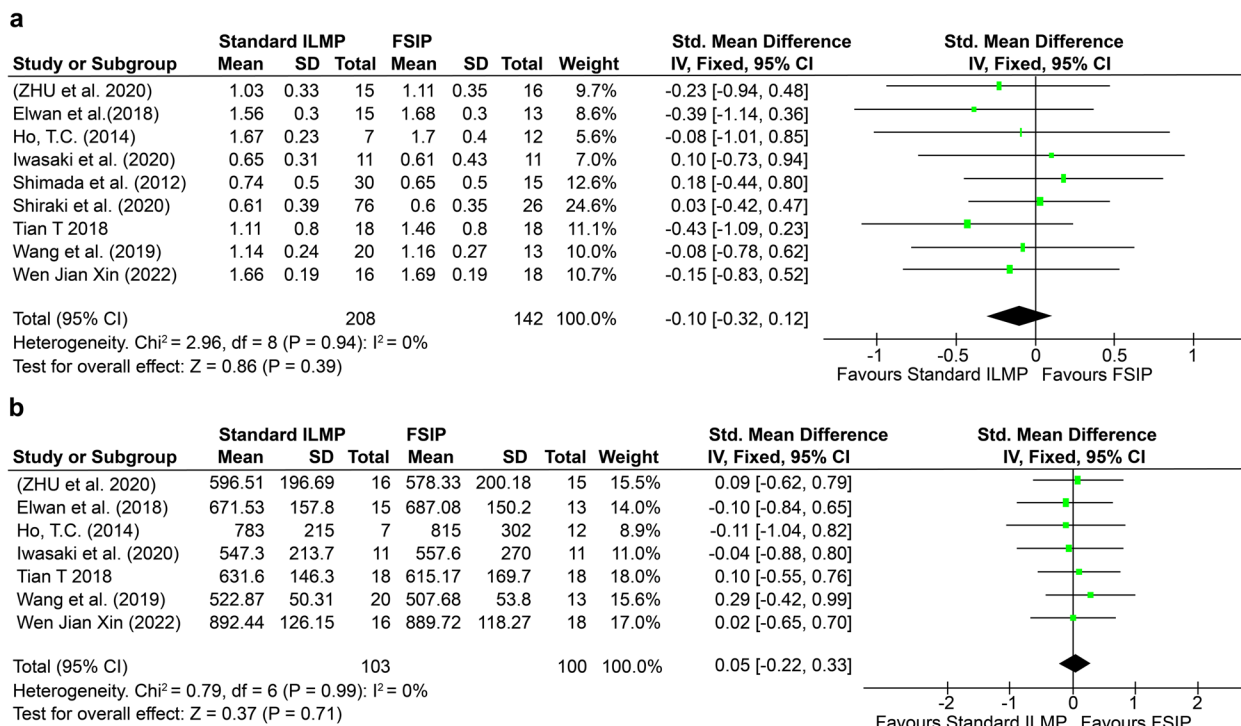 a
Standard ILMP FSIP Std. Mean Difference Std. Mean Difference
Study or Subgroup Mean SD Total Mean SD Total Weight IV, Fixed, 95% CI IV, Fixed, 95% CI
(ZHU et al. 2020) 1.03 0.33 15 1.11 0.35 16 9.7% -0.23 [-0.94, 0.48]
Elwan et al.(2018) 1.56 0.3 15 1.68 0.3 13 8.6% -0.39 [-1.14, 0.36]
Ho, T.C. (2014) 1.67 0.23 7 1.7 0.4 12 5.6% -0.08 [-1.01, 0.85]
Iwasaki et al. (2020) 0.65 0.31 11 0.61 0.43 11 7.0% 0.10 [-0.73, 0.94]
Shimada et al. (2012) 0.74 0.5 30 0.65 0.5 15 12.6% 0.18 [-0.44, 0.80]
Shiraki et al. (2020) 0.61 0.39 76 0.6 0.35 26 24.6% 0.03 [-0.42, 0.47]
Tian T 2018 1.11 0.8 18 1.46 0.8 18 11.1% -0.43 [-1.09, 0.23]
Wang et al. (2019) 1.14 0.24 20 1.16 0.27 13 10.0% -0.08 [-0.78, 0.62]
Wen Jian Xin (2022) 1.66 0.19 16 1.69 0.19 18 10.7% -0.15 [-0.83, 0.52]
Total (95% CI) 208 142 100.0% -0.10 [-0.32, 0.12]
Heterogeneity. Chi² = 2.96, df = 8 (P = 0.94): I² = 0%
Test for overall effect: Z = 0.86 (P = 0.39)
-1 -0.5 0 0.5 1
Favours Standard ILMP Favours FSIP
b
Standard ILMP FSIP Std. Mean Difference Std. Mean Difference
Study or Subgroup Mean SD Total Mean SD Total Weight IV, Fixed, 95% CI IV, Fixed, 95% CI
(ZHU et al. 2020) 596.51 196.69 16 578.33 200.18 15 15.5% 0.09 [-0.62, 0.79]
Elwan et al. (2018) 671.53 157.8 15 687.08 150.2 13 14.0% -0.10 [-0.84, 0.65]
Ho, T.C. (2014) 783 215 7 815 302 12 8.9% -0.11 [-1.04, 0.82]
Iwasaki et al. (2020) 547.3 213.7 11 557.6 270 11 11.0% -0.04 [-0.88, 0.80]
Tian T 2018 631.6 146.3 18 615.17 169.7 18 18.0% 0.10 [-0.55, 0.76]
Wang et al. (2019) 522.87 50.31 20 507.68 53.8 13 15.6% 0.29 [-0.42, 0.99]
Wen Jian Xin (2022) 892.44 126.15 16 889.72 118.27 18 17.0% 0.02 [-0.65, 0.70]
Total (95% CI) 103 100 100.0% 0.05 [-0.22, 0.33]
Heterogeneity. Chi² = 0.79, df = 6 (P = 0.99): I² = 0%
Test for overall effect: Z = 0.37 (P = 0.71)
-2 -1 0 1 2
Favours Standard ILMP Favours FSIP